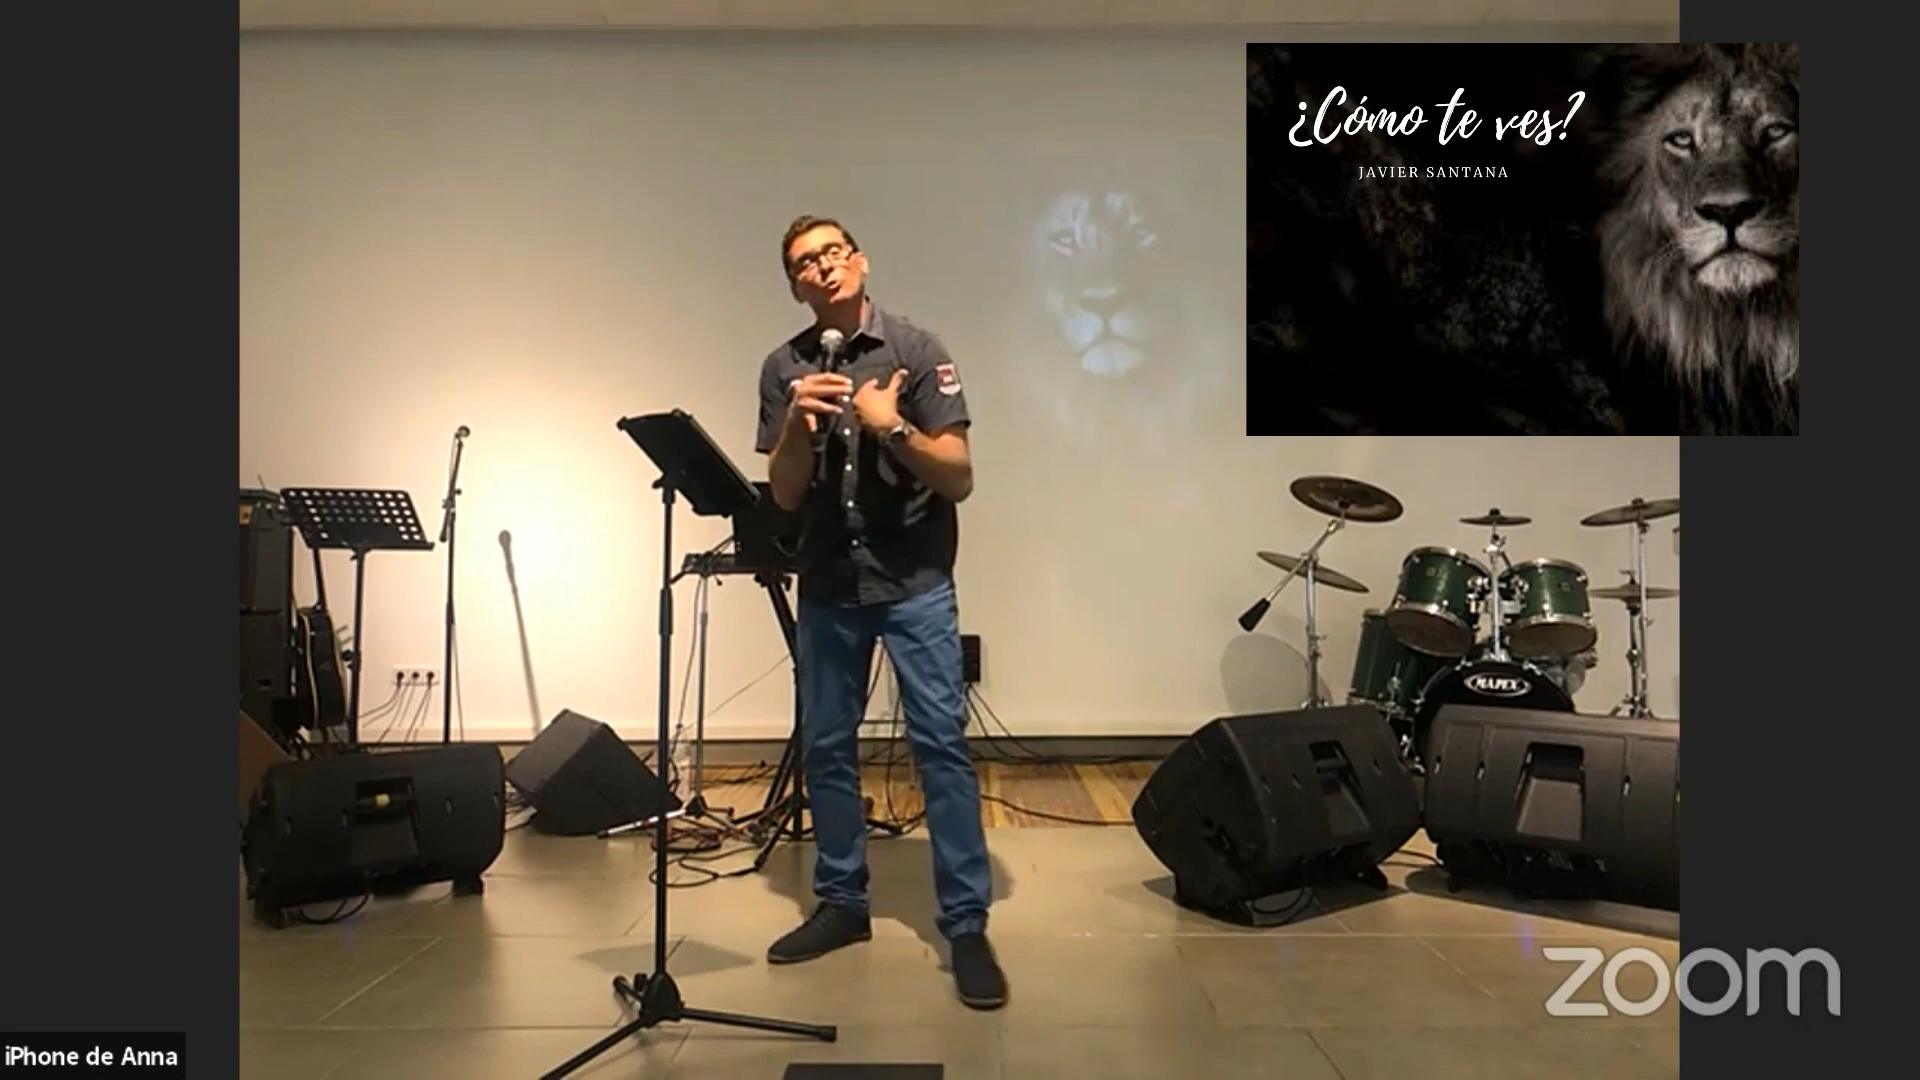 ¿Cómo te ves?
JAVIER SANTANA
MAPEX
zoom
iPhone de Anna